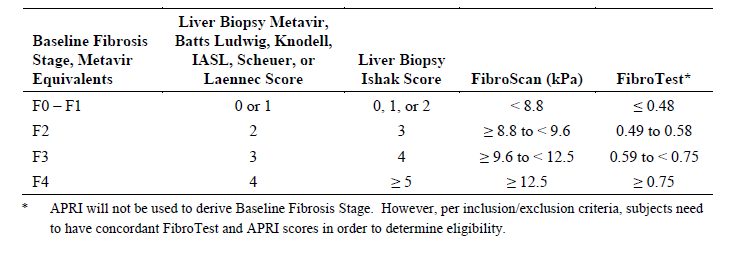 Baseline Fibrosis Stage, Metavir Equivalents | Liver Biopsy Metavir, Batts Ludwig, Knodell, IASL, Scheuer, or Laennec Score | Liver Biopsy Ishak Score | FibroScan (kPa) | FibroTest*
F0 – F1 | 0 or 1 | 0, 1, or 2 | < 8.8 | ≤ 0.48
F2 | 2 | 3 | ≥ 8.8 to < 9.6 | 0.49 to 0.58
F3 | 3 | 4 | ≥ 9.6 to < 12.5 | 0.59 to < 0.75
F4 | 4 | ≥ 5 | ≥ 12.5 | ≥ 0.75
* APRI will not be used to derive Baseline Fibrosis Stage. However, per inclusion/exclusion criteria, subjects need
to have concordant FibroTest and APRI scores in order to determine eligibility.